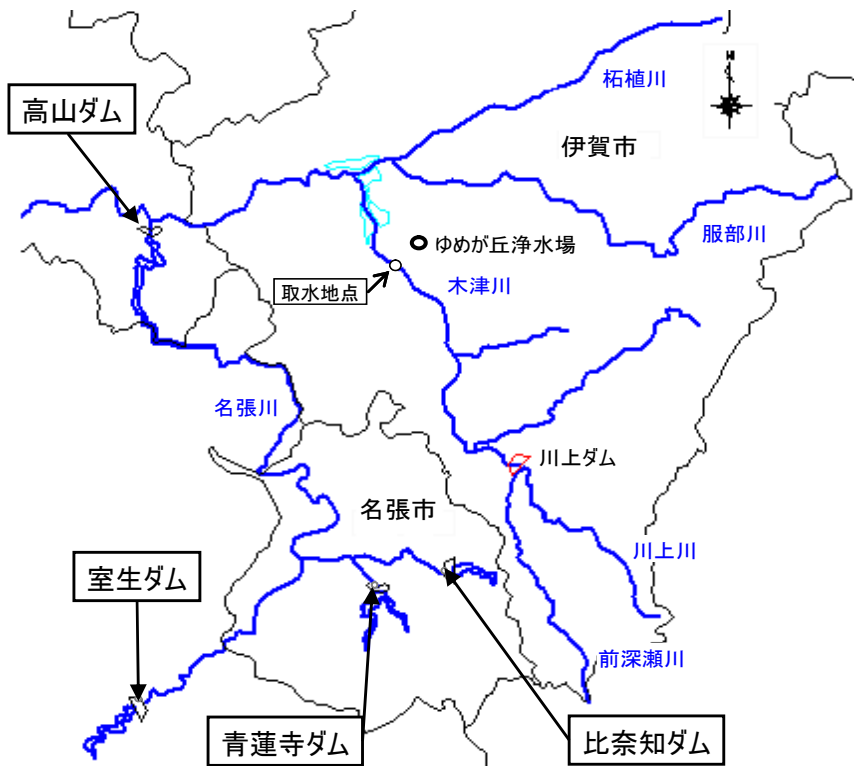 柘植川
N
高山ダム
伊賀市
服部川
ゆめが丘浄水場
取水地点
木津川
名張川
川上ダム
名張市
川上川
室生ダム
前深瀬川
青蓮寺ダム
比奈知ダム